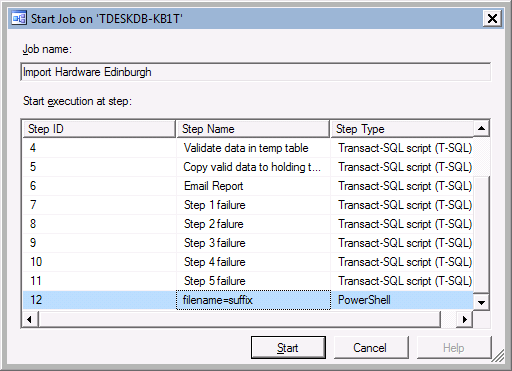 Start Job on 'TDESKDB-KB1T'
Job name:
Import Hardware Edinburgh
Start execution at step:
Step ID Step Name Step Type
4 Validate data in temp table Transact-SQL script (T-SQL)
5 Copy valid data to holding t... Transact-SQL script (T-SQL)
6 Email Report Transact-SQL script (T-SQL)
7 Step 1 failure Transact-SQL script (T-SQL)
8 Step 2 failure Transact-SQL script (T-SQL)
9 Step 3 failure Transact-SQL script (T-SQL)
10 Step 4 failure Transact-SQL script (T-SQL)
11 Step 5 failure Transact-SQL script (T-SQL)
12 filename=suffix PowerShell
Start Cancel Help